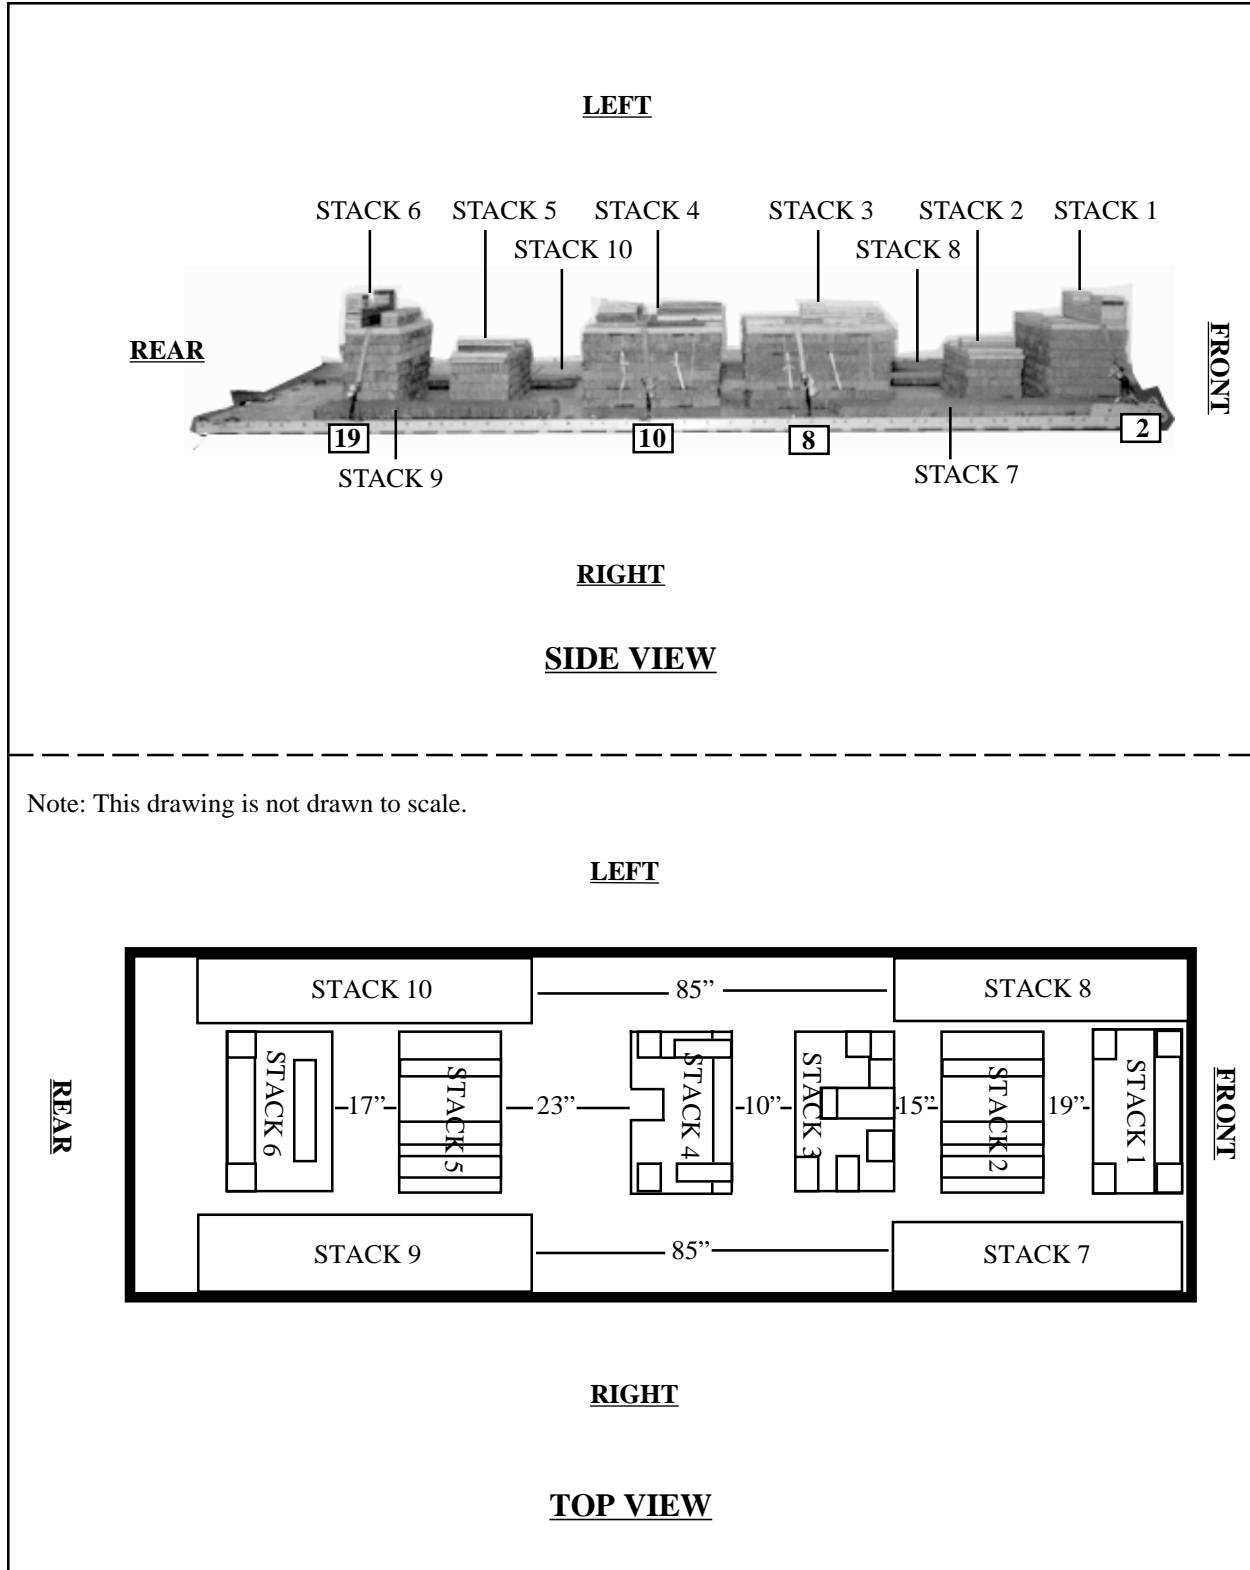 LEFT
STACK 6 STACK 5 STACK 4 STACK 3 STACK 2 STACK 1
STACK 10 STACK 8
REAR
FRONT
19 10 8 2
STACK 9 STACK 7
RIGHT
SIDE VIEW
Note: This drawing is not drawn to scale.
LEFT
STACK 10 85” STACK 8
REAR
STACK 6 17” STACK 5 23” STACK 4 10” STACK 3 15” STACK 2 19” STACK 1
FRONT
STACK 9 85” STACK 7
RIGHT
TOP VIEW